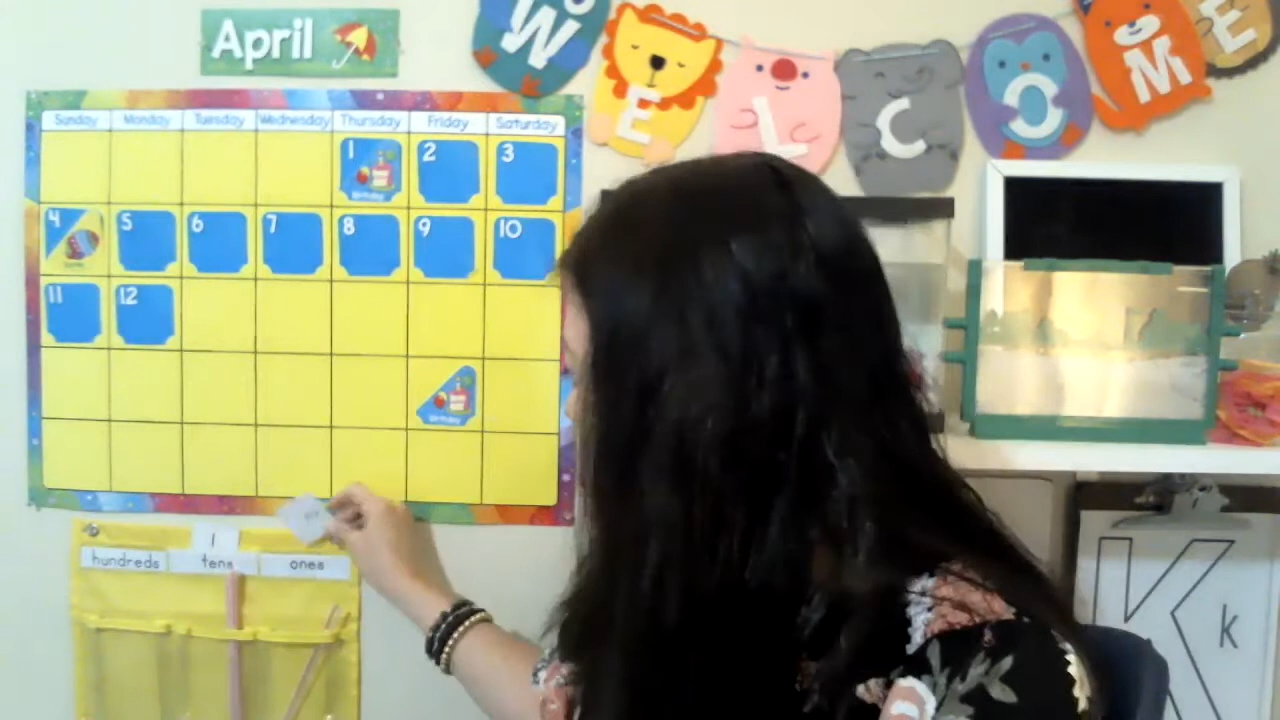 April
WELCOME
Sunday Monday Tuesday Wednesday Thursday Friday Saturday
1 2 3
4 5 6 7 8 9 10
11 12
1
hundreds tens ones
K k